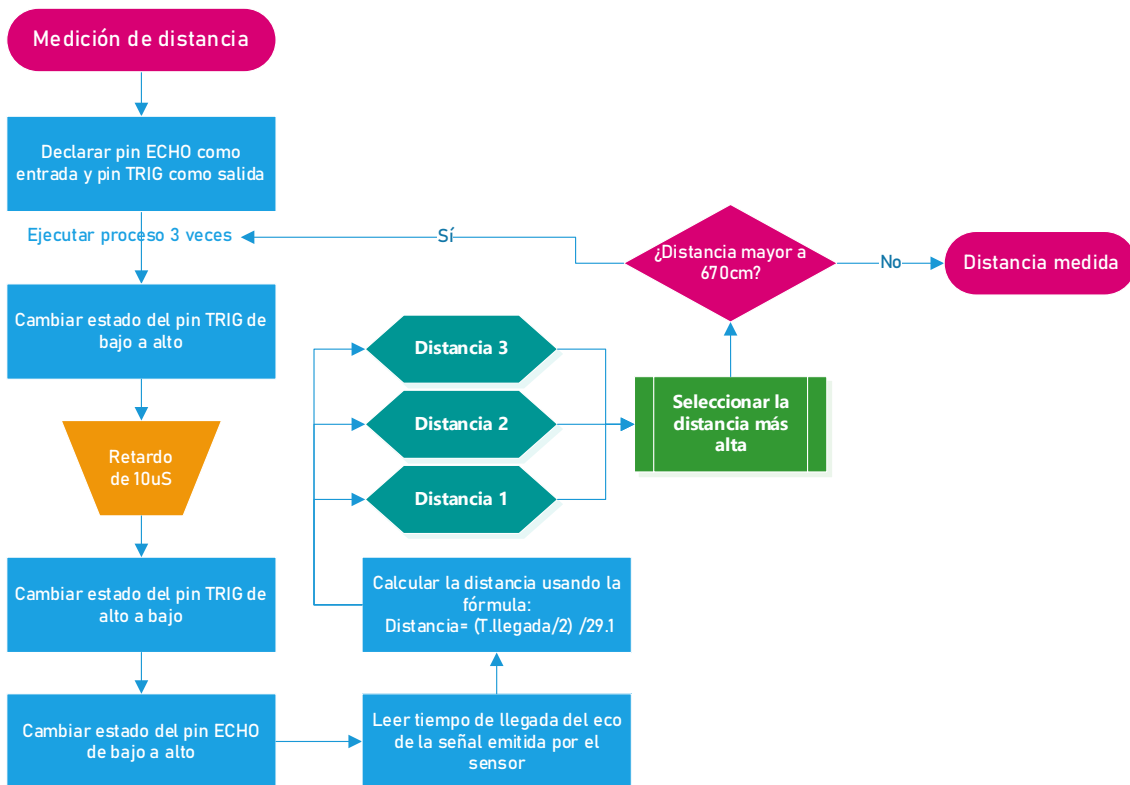 Medición de distancia
Declarar pin ECHO como
entrada y pin TRIG como salida
Ejecutar proceso 3 veces
Sí
¿Distancia mayor a
670cm?
No
Distancia medida
Cambiar estado del pin TRIG de
bajo a alto
Distancia 3
Distancia 2
Distancia 1
Seleccionar la
distancia más
alta
Retardo
de 10uS
Cambiar estado del pin TRIG de
alto a bajo
Calcular la distancia usando la
fórmula:
Distancia= (T.llegada/2) /29.1
Cambiar estado del pin ECHO
de bajo a alto
Leer tiempo de llegada del eco
de la señal emitida por el
sensor